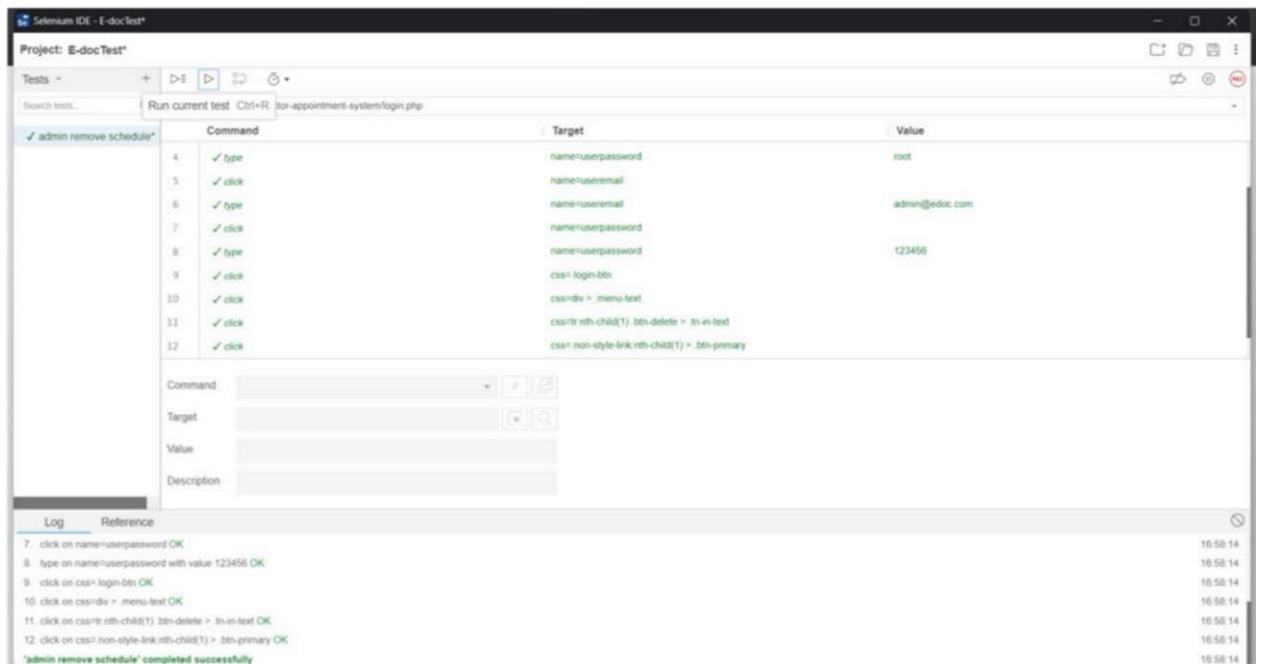 Selenium IDE - E-docTest*
Project: E-docTest*
Tests
Search tests...
Run current test Ctrl+R
tor-appointment-system/login.php
✓ admin remove schedule*
Command Target Value
4 ✓ type name=userpassword root
5 ✓ click name=useremail
6 ✓ type name=useremail admin@edoc.com
7 ✓ click name=userpassword
8 ✓ type name=userpassword 123456
9 ✓ click css=.login-btn
10 ✓ click css=div > .menu-text
11 ✓ click css=tr:nth-child(1) .btn-delete > .tn-in-text
12 ✓ click css=.non-style-link:nth-child(1) > .btn-primary
Command
Target
Value
Description
Log Reference
7. click on name=userpassword OK 16:58:14
8. type on name=userpassword with value 123456 OK 16:58:14
9. click on css=.login-btn OK 16:58:14
10. click on css=div > .menu-text OK 16:58:14
11. click on css=tr:nth-child(1) .btn-delete > .tn-in-text OK 16:58:14
12. click on css=.non-style-link:nth-child(1) > .btn-primary OK 16:58:14
'admin remove schedule' completed successfully 16:58:14